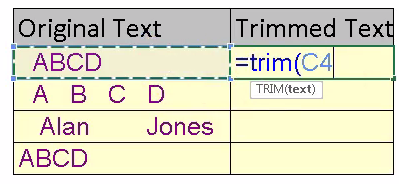 Original Text Trimmed Text
ABCD =trim(C4
A B C D TRIM(text)
Alan Jones
ABCD